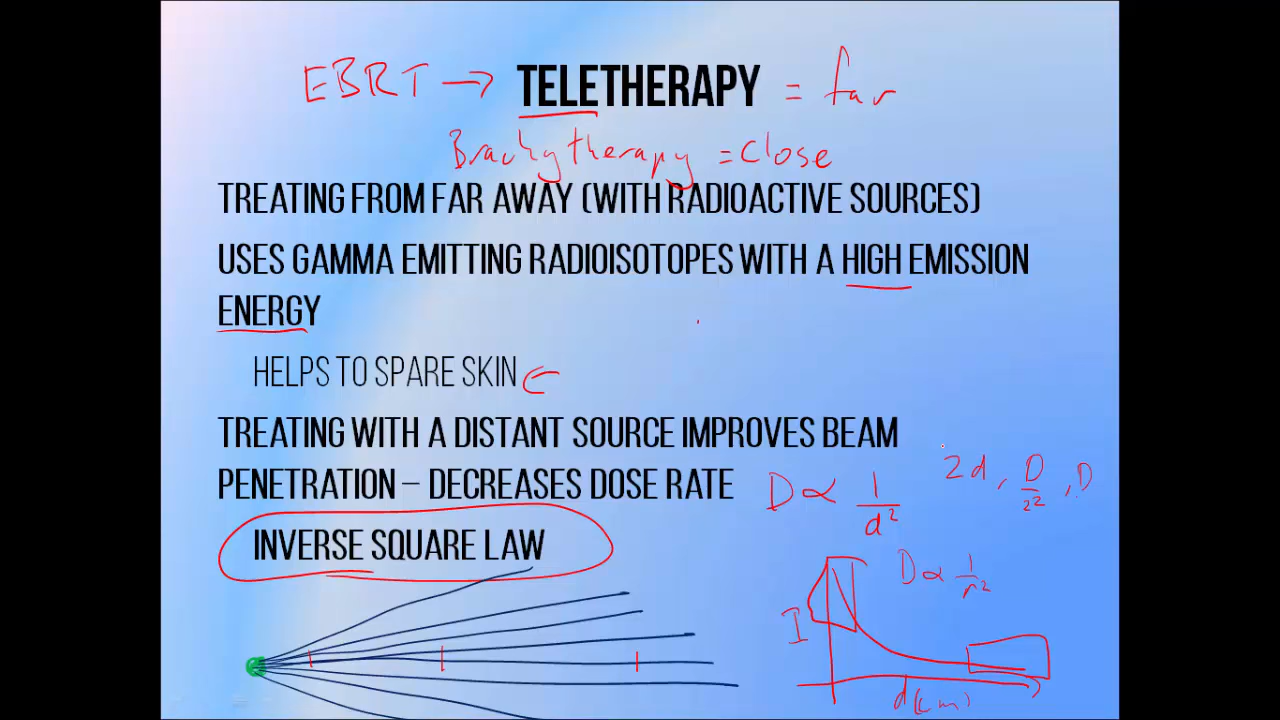 EBRT → TELETHERAPY = far
Brachytherapy = close
TREATING FROM FAR AWAY (WITH RADIOACTIVE SOURCES)
USES GAMMA EMITTING RADIOISOTOPES WITH A HIGH EMISSION
ENERGY
HELPS TO SPARE SKIN ←
TREATING WITH A DISTANT SOURCE IMPROVES BEAM
PENETRATION – DECREASES DOSE RATE
D ∝ 1/d²
2d, D/2², D
INVERSE SQUARE LAW
D ∝ 1/r²
I
d(cm)